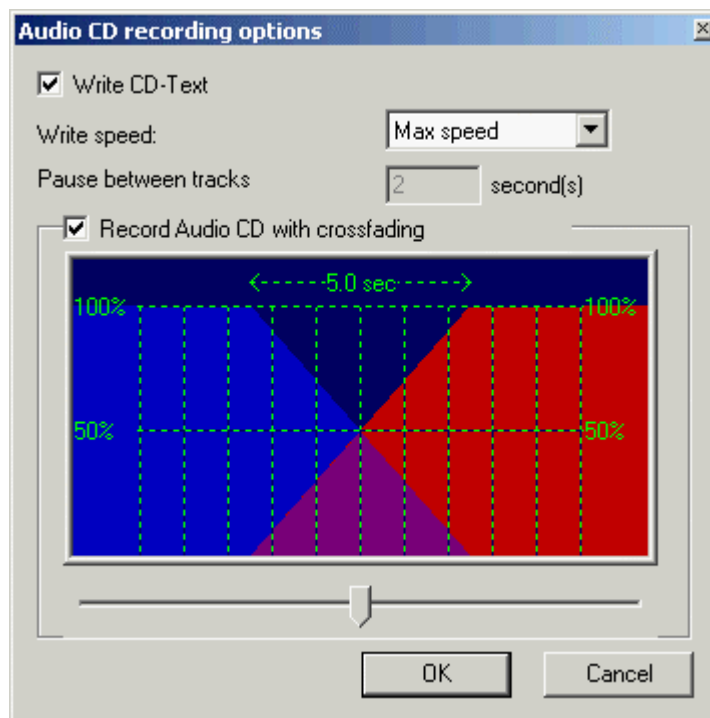 Audio CD recording options
Write CD-Text
Write speed: Max speed
Pause between tracks 2 second(s)
Record Audio CD with crossfading
<-----5.0 sec------>
100% 100%
50% 50%
OK Cancel